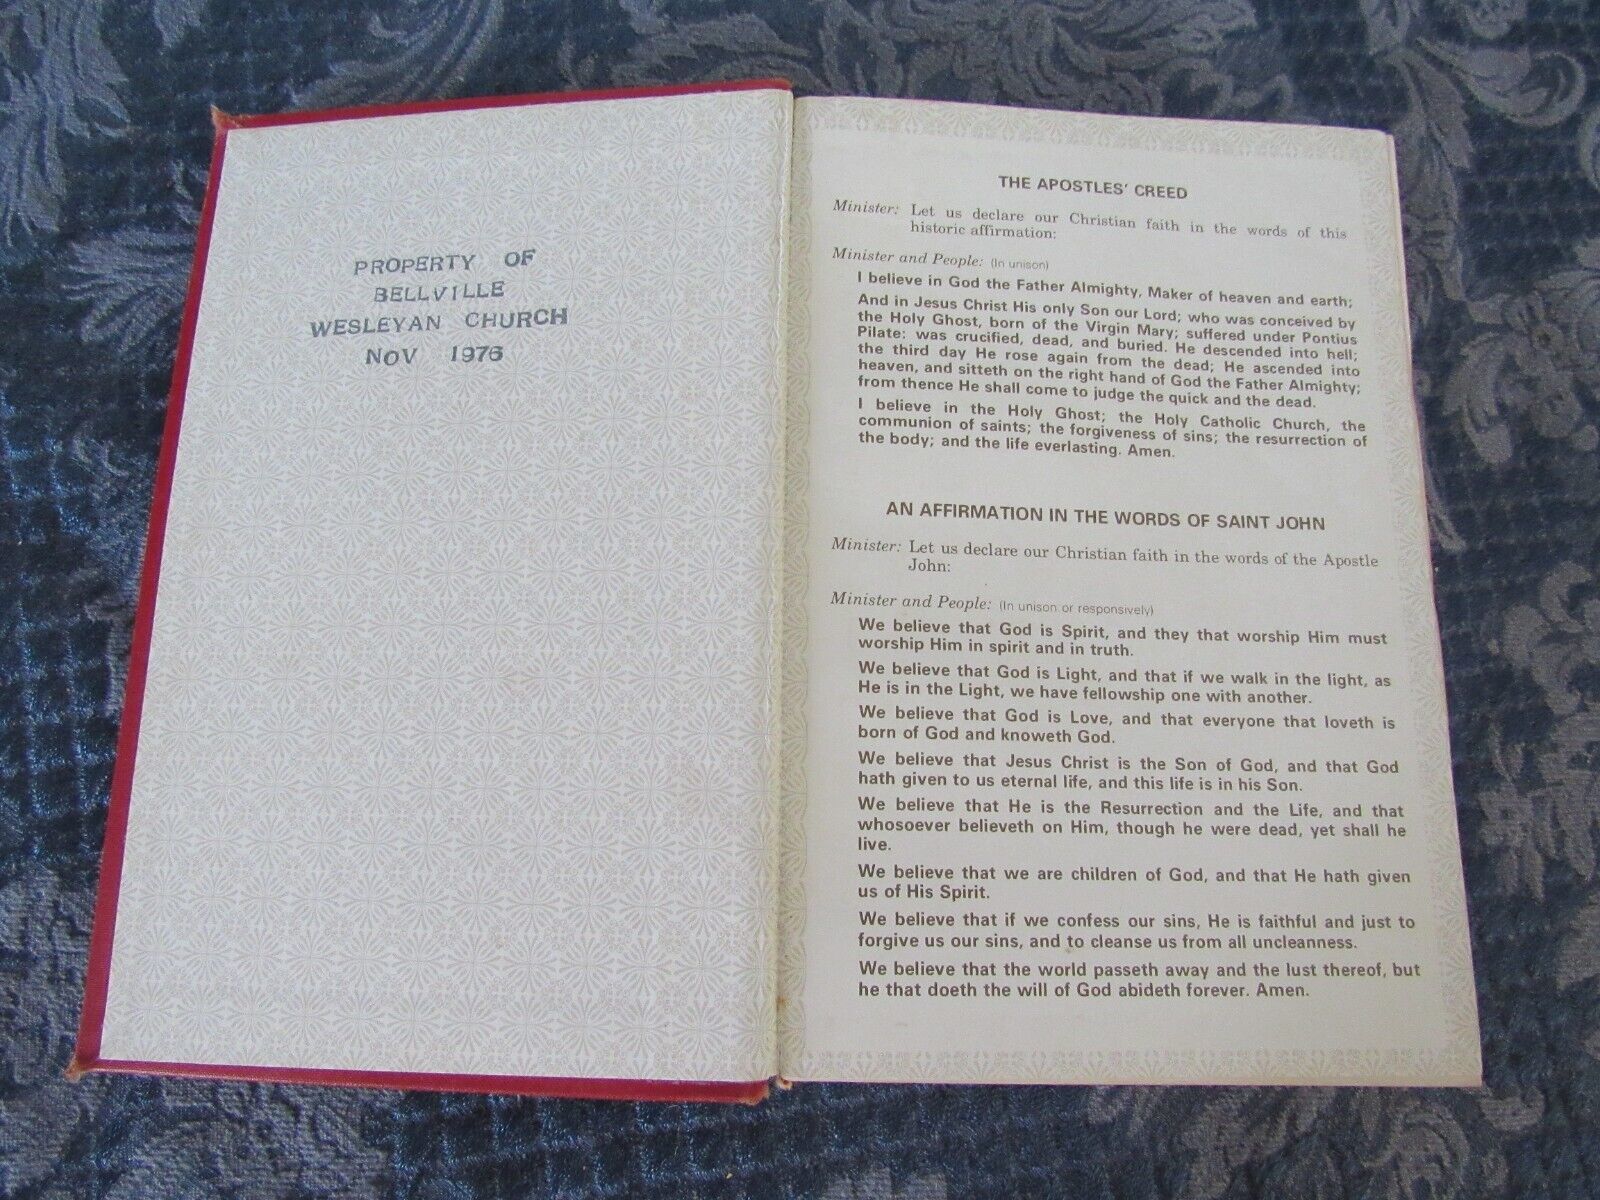 PROPERTY OF
BELLVILLE
WESLEYAN CHURCH
NOV 1976
THE APOSTLES' CREED
Minister: Let us declare our Christian faith in the words of this
historic affirmation:
Minister and People: (In unison)
I believe in God the Father Almighty, Maker of heaven and earth;
And in Jesus Christ His only Son our Lord; who was conceived by
the Holy Ghost, born of the Virgin Mary; suffered under Pontius
Pilate: was crucified, dead, and buried. He descended into hell;
the third day He rose again from the dead; He ascended into
heaven, and sitteth on the right hand of God the Father Almighty;
from thence He shall come to judge the quick and the dead.
I believe in the Holy Ghost; the Holy Catholic Church, the
communion of saints; the forgiveness of sins; the resurrection of
the body; and the life everlasting. Amen.
AN AFFIRMATION IN THE WORDS OF SAINT JOHN
Minister: Let us declare our Christian faith in the words of the Apostle
John:
Minister and People: (In unison or responsively)
We believe that God is Spirit, and they that worship Him must
worship Him in spirit and in truth.
We believe that God is Light, and that if we walk in the light, as
He is in the Light, we have fellowship one with another.
We believe that God is Love, and that everyone that loveth is
born of God and knoweth God.
We believe that Jesus Christ is the Son of God, and that God
hath given to us eternal life, and this life is in his Son.
We believe that He is the Resurrection and the Life, and that
whosoever believeth on Him, though he were dead, yet shall he
live.
We believe that we are children of God, and that He hath given
us of His Spirit.
We believe that if we confess our sins, He is faithful and just to
forgive us our sins, and to cleanse us from all uncleanness.
We believe that the world passeth away and the lust thereof, but
he that doeth the will of God abideth forever. Amen.